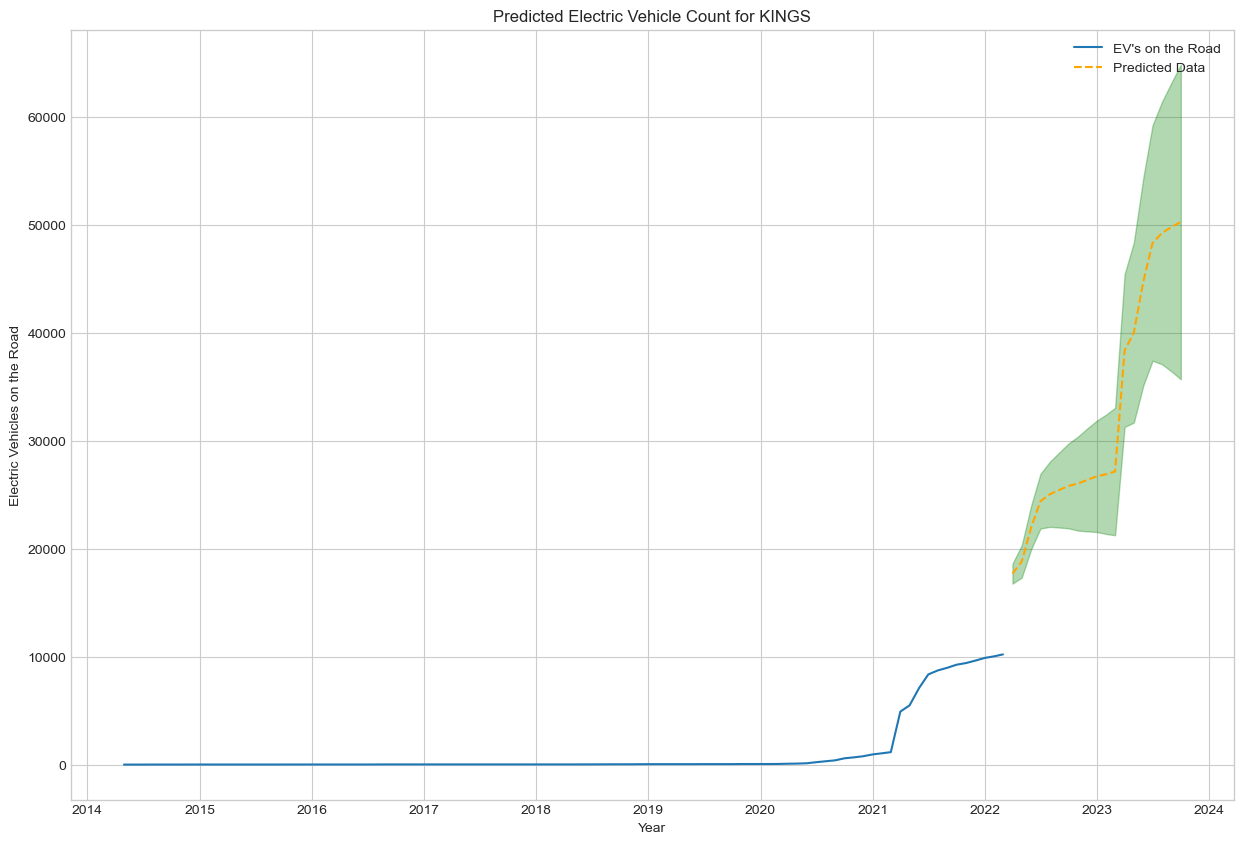 Predicted Electric Vehicle Count for KINGS
EV's on the Road
Predicted Data
Electric Vehicles on the Road
60000
50000
40000
30000
20000
10000
0
2014 2015 2016 2017 2018 2019 2020 2021 2022 2023 2024
Year